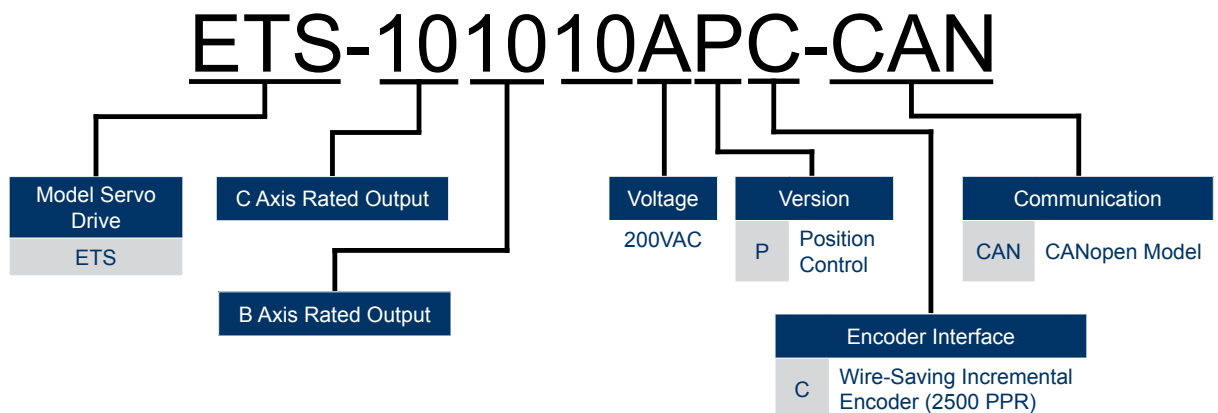 ETS-101010APC-CAN
Model Servo
Drive
ETS
C Axis Rated Output
B Axis Rated Output
Voltage
200VAC
Version
P
Position
Control
Communication
CAN
CANopen Model
Encoder Interface
C
Wire-Saving Incremental
Encoder (2500 PPR)